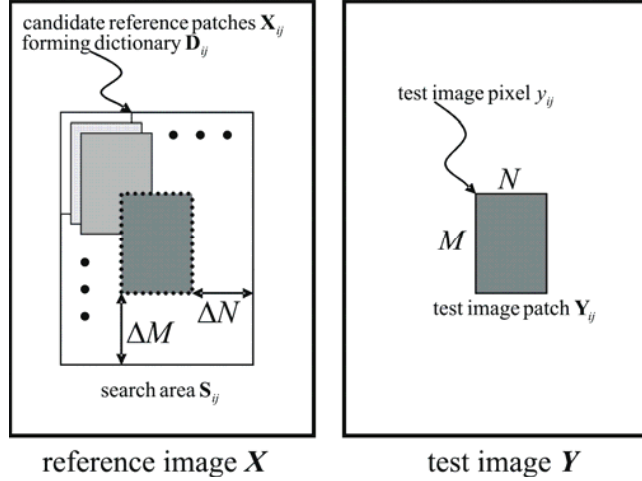 candidate reference patches X_ij
forming dictionary D_ij
ΔM
ΔN
search area S_ij
reference image X
test image pixel y_ij
N
M
test image patch Y_ij
test image Y